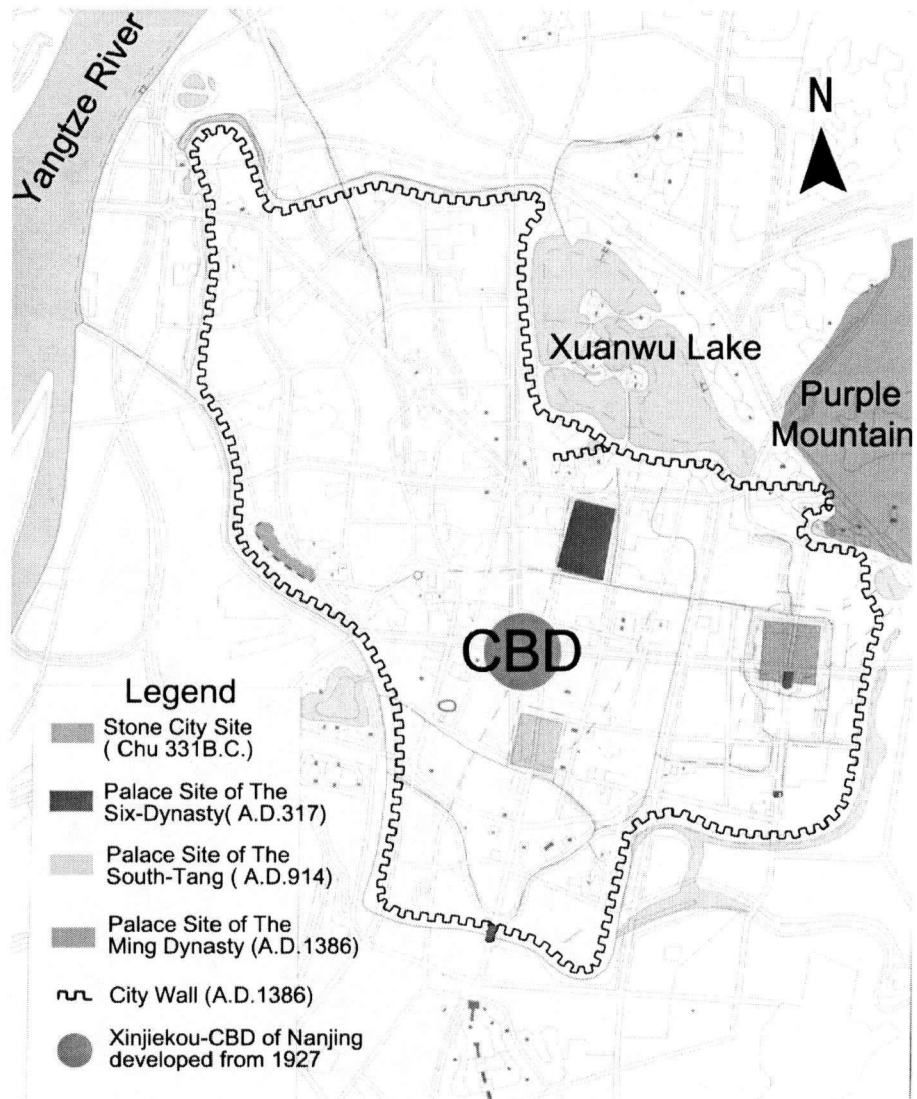 Yangtze River
N
Xuanwu Lake
Purple
Mountain
CBD
Legend
Stone City Site
( Chu 331B.C.)
Palace Site of The
Six-Dynasty( A.D.317)
Palace Site of The
South-Tang ( A.D.914)
Palace Site of The
Ming Dynasty (A.D.1386)
City Wall (A.D.1386)
Xinjiekou-CBD of Nanjing
developed from 1927